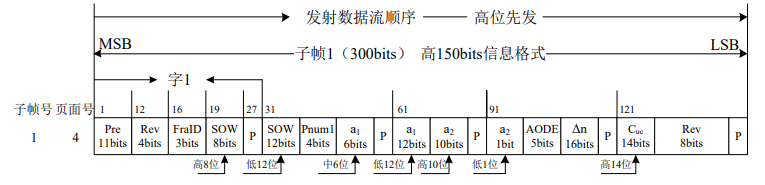 发射数据流顺序 高位先发
MSB 子帧1（300bits） 高150bits信息格式 LSB
字1
子帧号 页面号 1 12 16 19 27 31 61 91 121
1 4 Pre 11bits Rev 4bits FraID 3bits SOW 8bits P SOW 12bits Pnum1 4bits a1 6bits P a1 12bits a2 10bits P a2 1bit AODE 5bits Δn 16bits P Cuc 14bits Rev 8bits P
高8位 低12位 中6位 低12位 高10位 低1位 高14位